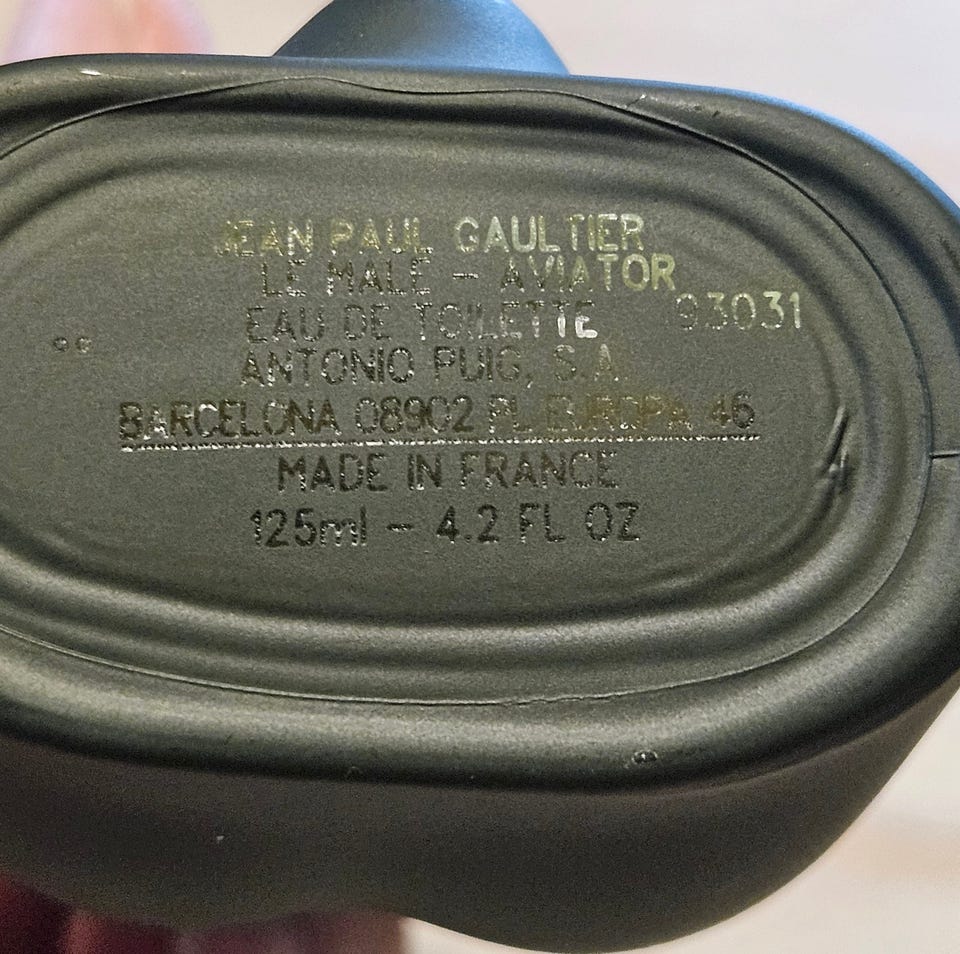 JEAN PAUL GAULTIER
LE MALE - AVIATOR
EAU DE TOILETTE
93031
ANTONIO PUIG, S.A.
BARCELONA 08902 PL EUROPA 46
MADE IN FRANCE
125ml - 4.2 FL OZ